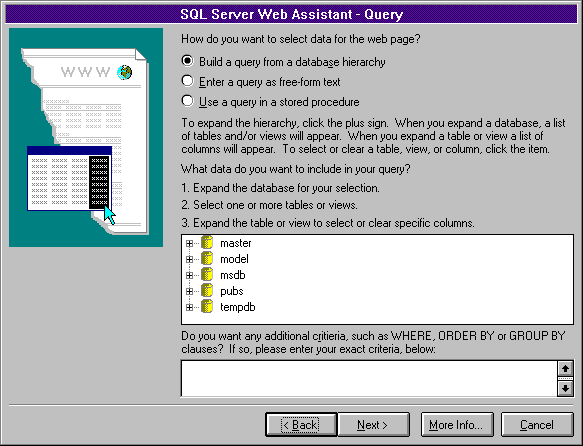 SQL Server Web Assistant - Query
How do you want to select data for the web page?
WWW
Build a query from a database hierarchy
Enter a query as free-form text
Use a query in a stored procedure
To expand the hierarchy, click the plus sign. When you expand a database, a list
of tables and/or views will appear. When you expand a table or view a list of
columns will appear. To select or clear a table, view, or column, click the item.
What data do you want to include in your query?
1. Expand the database for your selection.
2. Select one or more tables or views.
3. Expand the table or view to select or clear specific columns.
master
model
msdb
pubs
tempdb
Do you want any additional critieria, such as WHERE, ORDER BY or GROUP BY
clauses? If so, please enter your exact criteria, below:
< Back
Next >
More Info...
Cancel